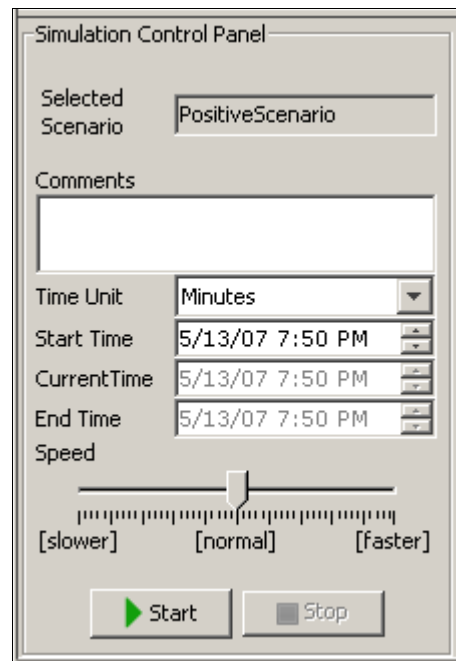 Simulation Control Panel
Selected
Scenario
PositiveScenario
Comments
Time Unit Minutes
Start Time 5/13/07 7:50 PM
CurrentTime 5/13/07 7:50 PM
End Time 5/13/07 7:50 PM
Speed
[slower] [normal] [faster]
Start Stop